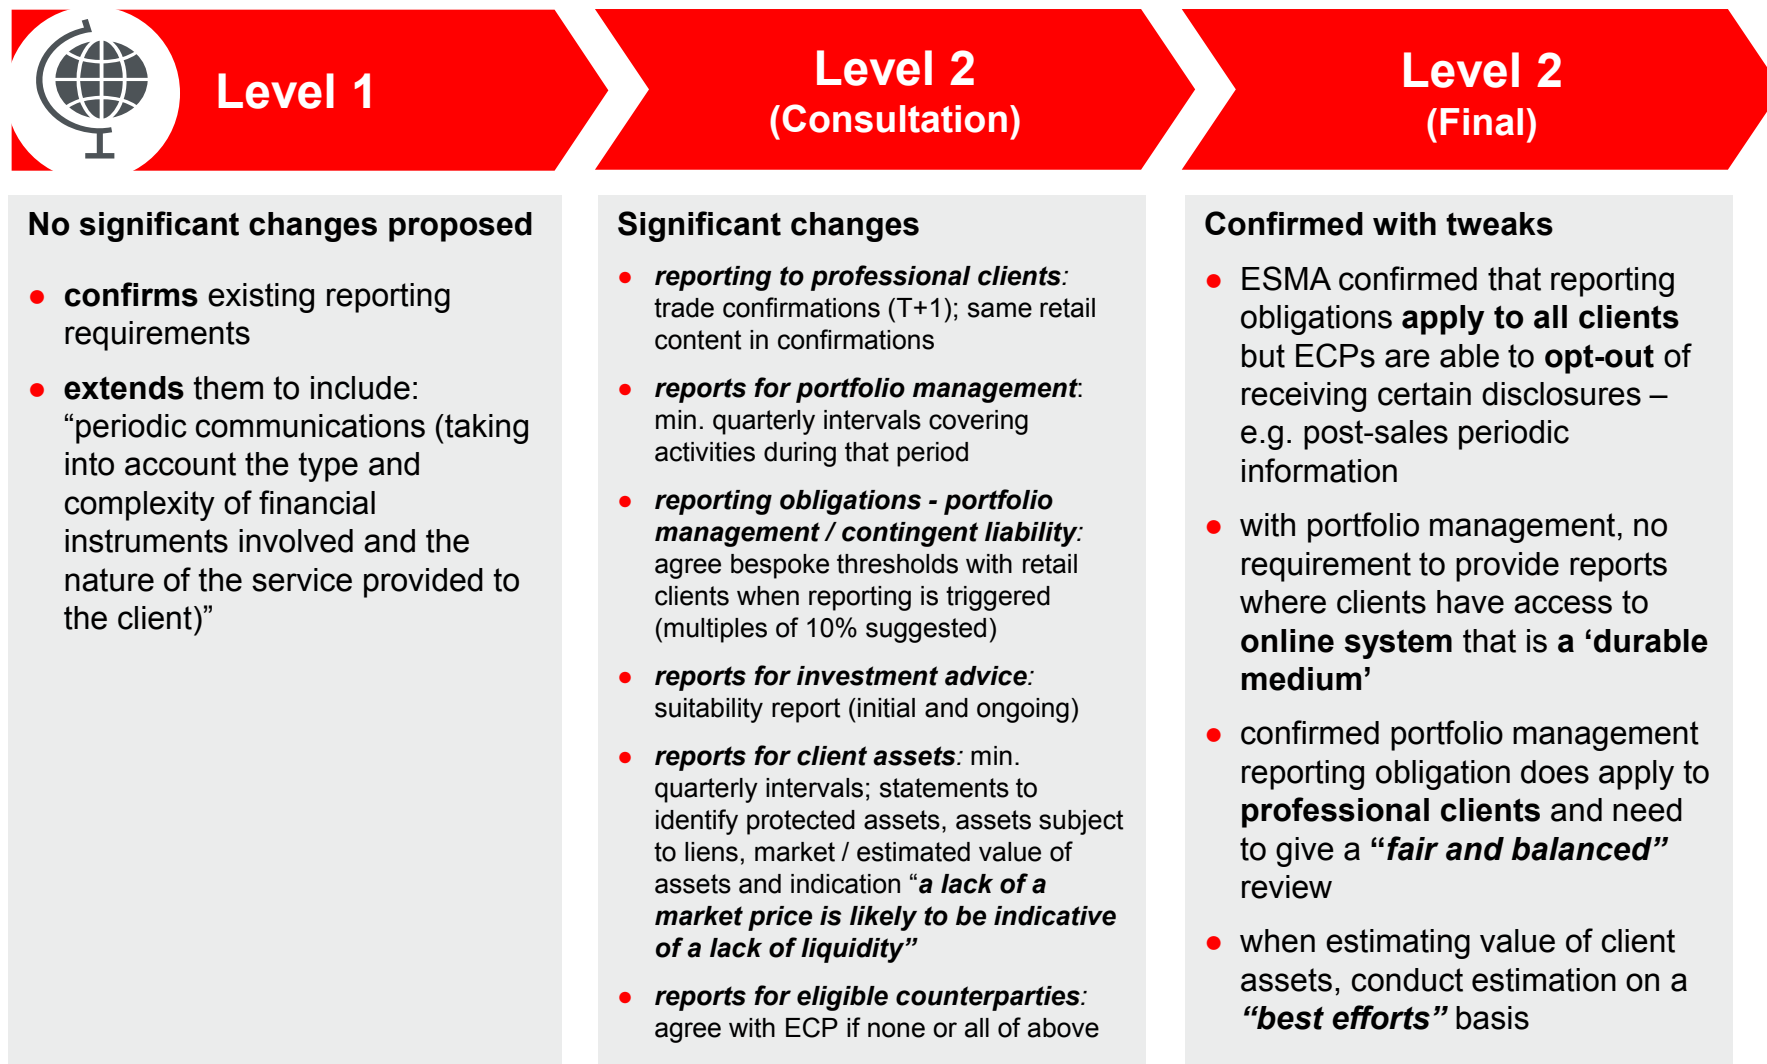 Level 1
Level 2
(Consultation)
Level 2
(Final)
No significant changes proposed
● confirms existing reporting
requirements
● extends them to include:
“periodic communications (taking
into account the type and
complexity of financial
instruments involved and the
nature of the service provided to
the client)”
Significant changes
● reporting to professional clients:
trade confirmations (T+1); same retail
content in confirmations
● reports for portfolio management:
min. quarterly intervals covering
activities during that period
● reporting obligations - portfolio
management / contingent liability:
agree bespoke thresholds with retail
clients when reporting is triggered
(multiples of 10% suggested)
● reports for investment advice:
suitability report (initial and ongoing)
● reports for client assets: min.
quarterly intervals; statements to
identify protected assets, assets subject
to liens, market / estimated value of
assets and indication “a lack of a
market price is likely to be indicative
of a lack of liquidity”
● reports for eligible counterparties:
agree with ECP if none or all of above
Confirmed with tweaks
● ESMA confirmed that reporting
obligations apply to all clients
but ECPs are able to opt-out of
receiving certain disclosures –
e.g. post-sales periodic
information
● with portfolio management, no
requirement to provide reports
where clients have access to
online system that is a ‘durable
medium’
● confirmed portfolio management
reporting obligation does apply to
professional clients and need
to give a “fair and balanced”
review
● when estimating value of client
assets, conduct estimation on a
“best efforts” basis